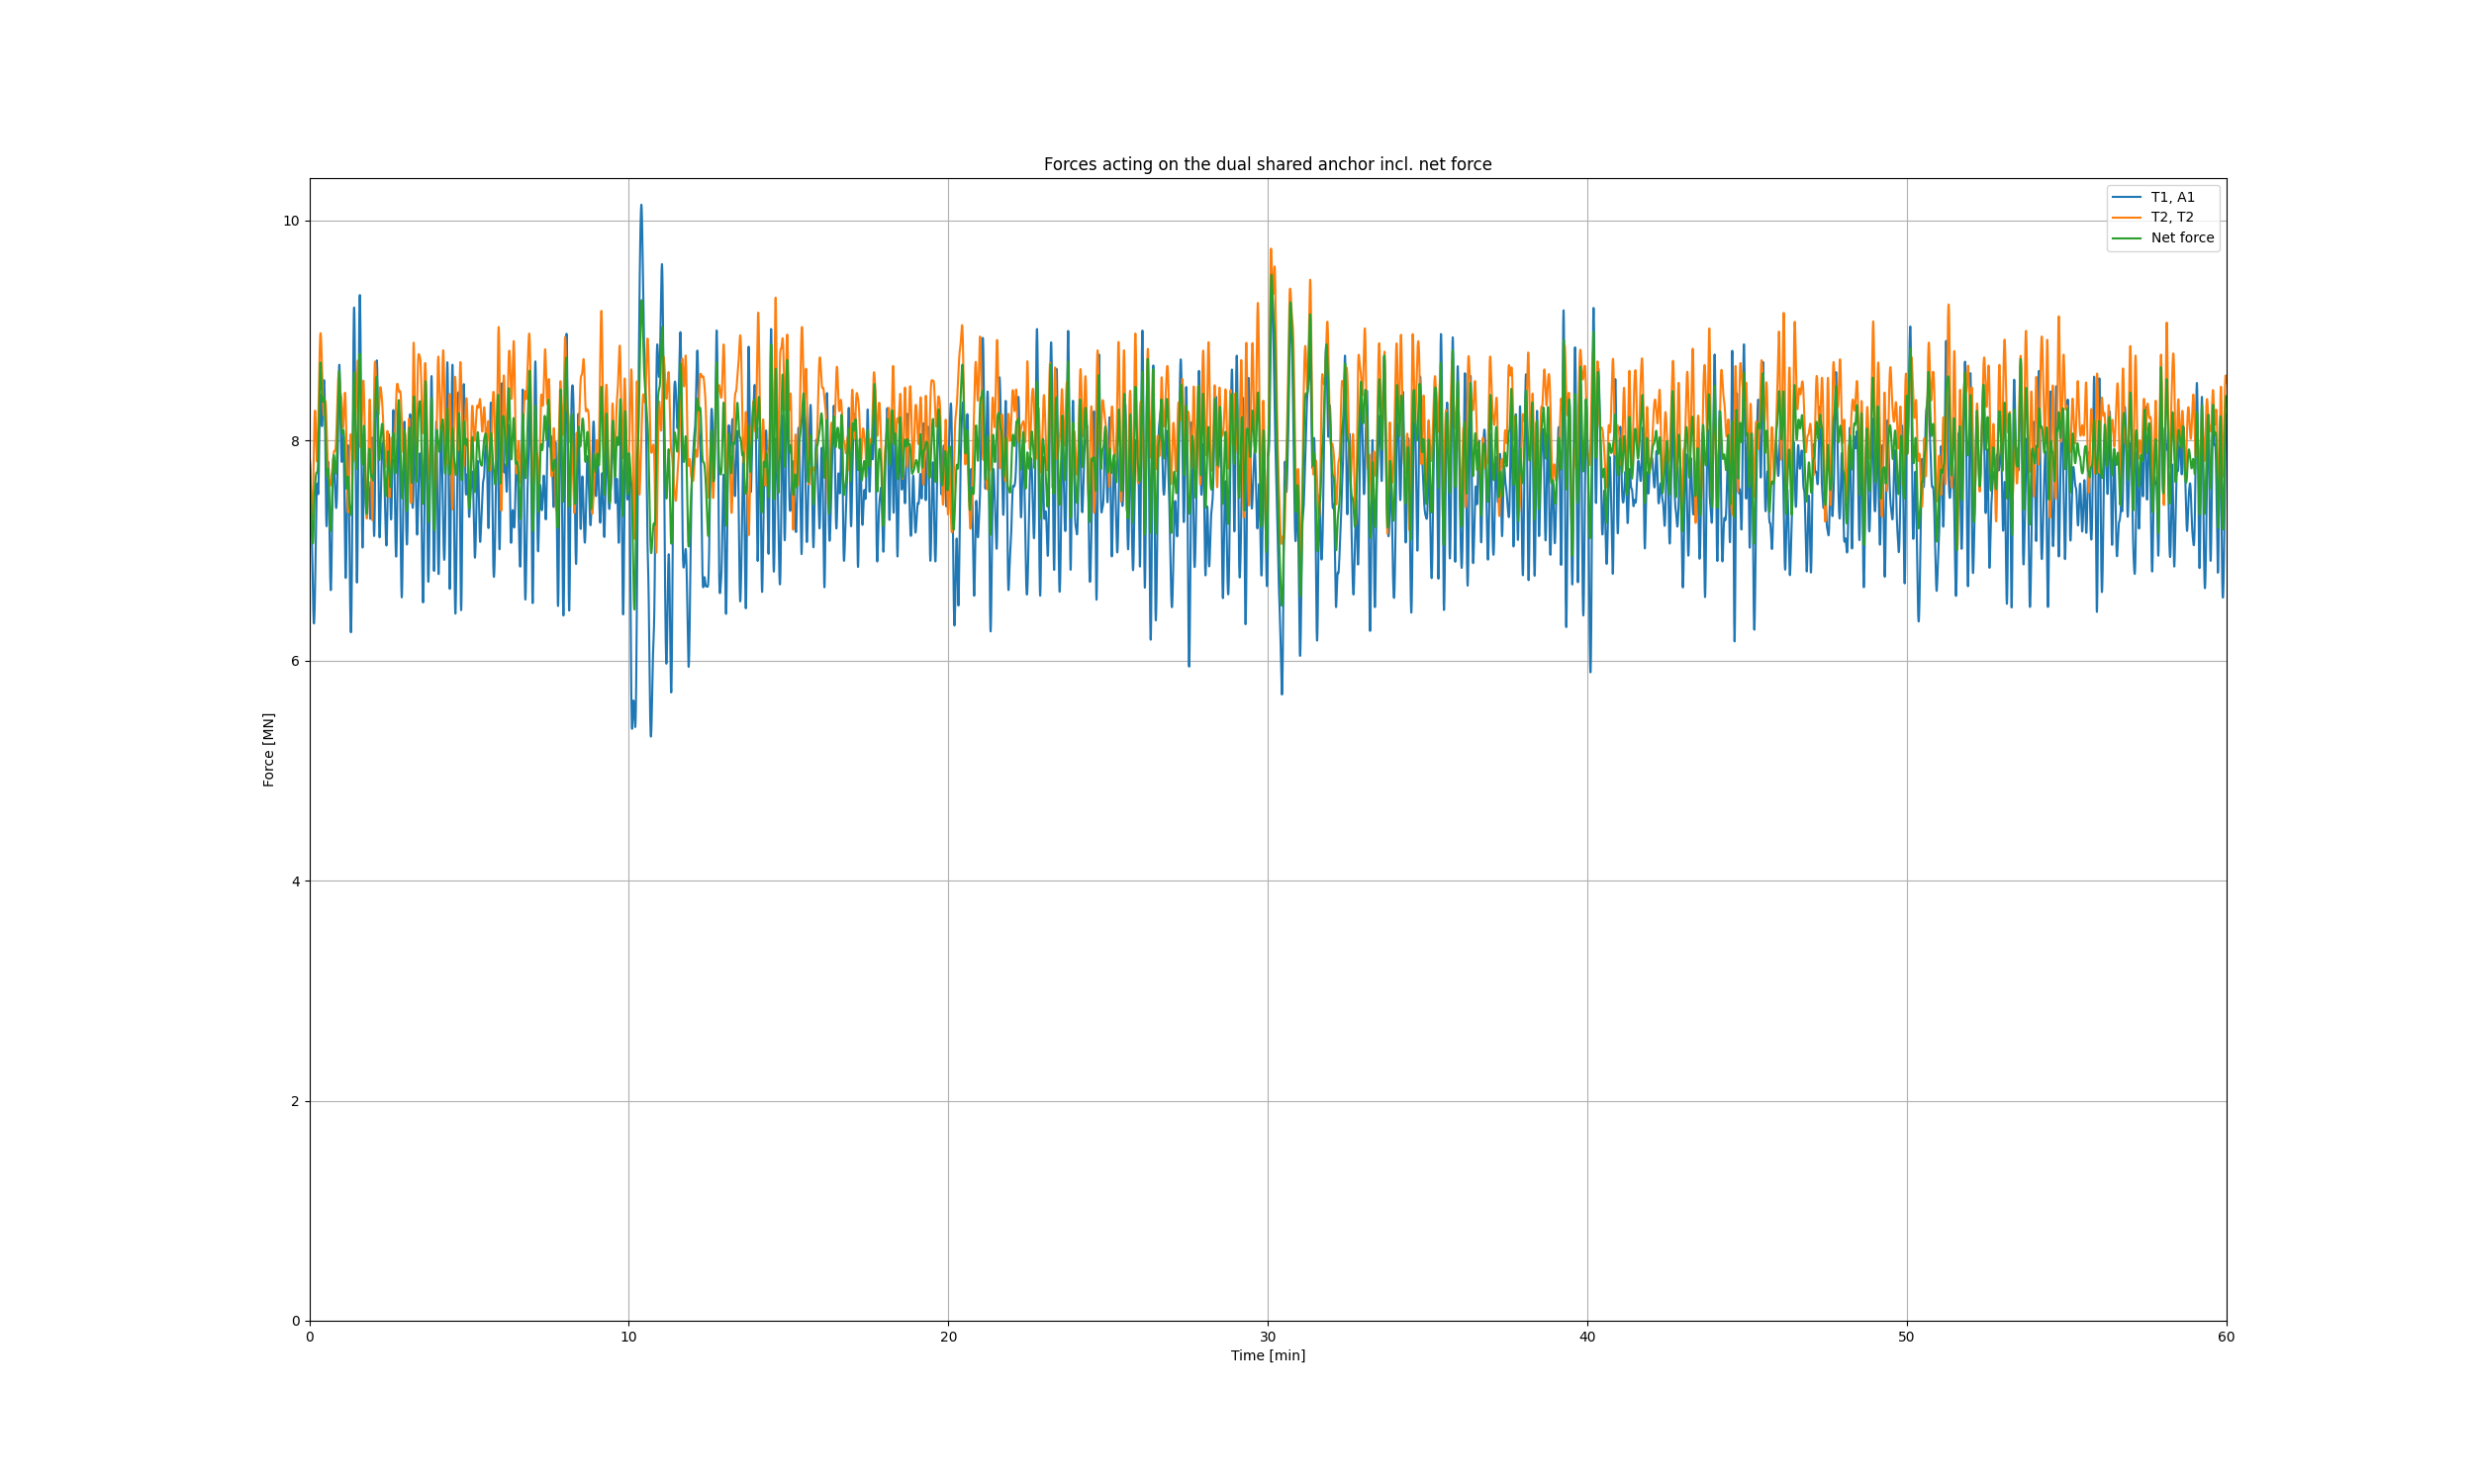 Forces acting on the dual shared anchor incl. net force
T1, A1
T2, T2
Net force
10
8
6
4
2
0
Force [MN]
0 10 20 30 40 50 60
Time [min]